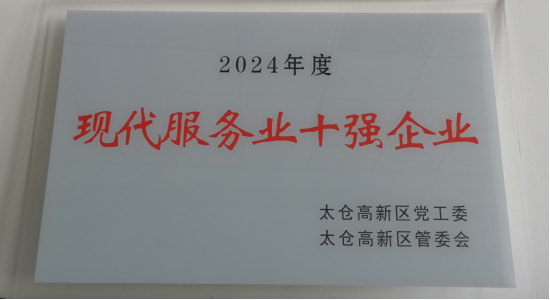 2024年度
现代服务业十强企业
太仓高新区党工委
太仓高新区管委会